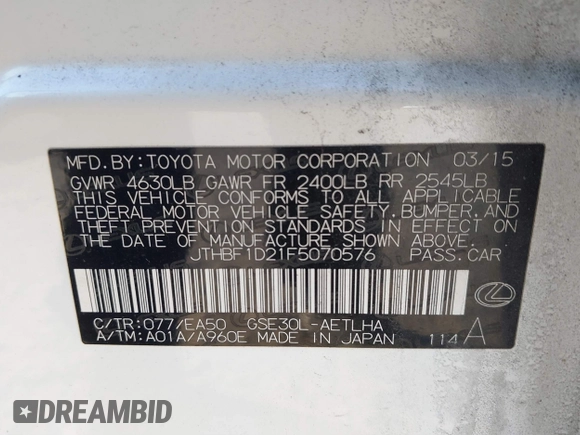 MFD. BY: TOYOTA MOTOR CORPORATION 03/15
GVWR 4630LB GAWR FR 2400LB RR 2545LB
THIS VEHICLE CONFORMS TO ALL APPLICABLE
FEDERAL MOTOR VEHICLE SAFETY, BUMPER, AND
THEFT PREVENTION STANDARDS IN EFFECT ON
THE DATE OF MANUFACTURE SHOWN ABOVE.
JTHBF1D21F5070576 PASS. CAR
C/TR: 077/EA50 GSE30L-AETLHA
A/TM: A01A/A960E MADE IN JAPAN 114 A
DREAMBID